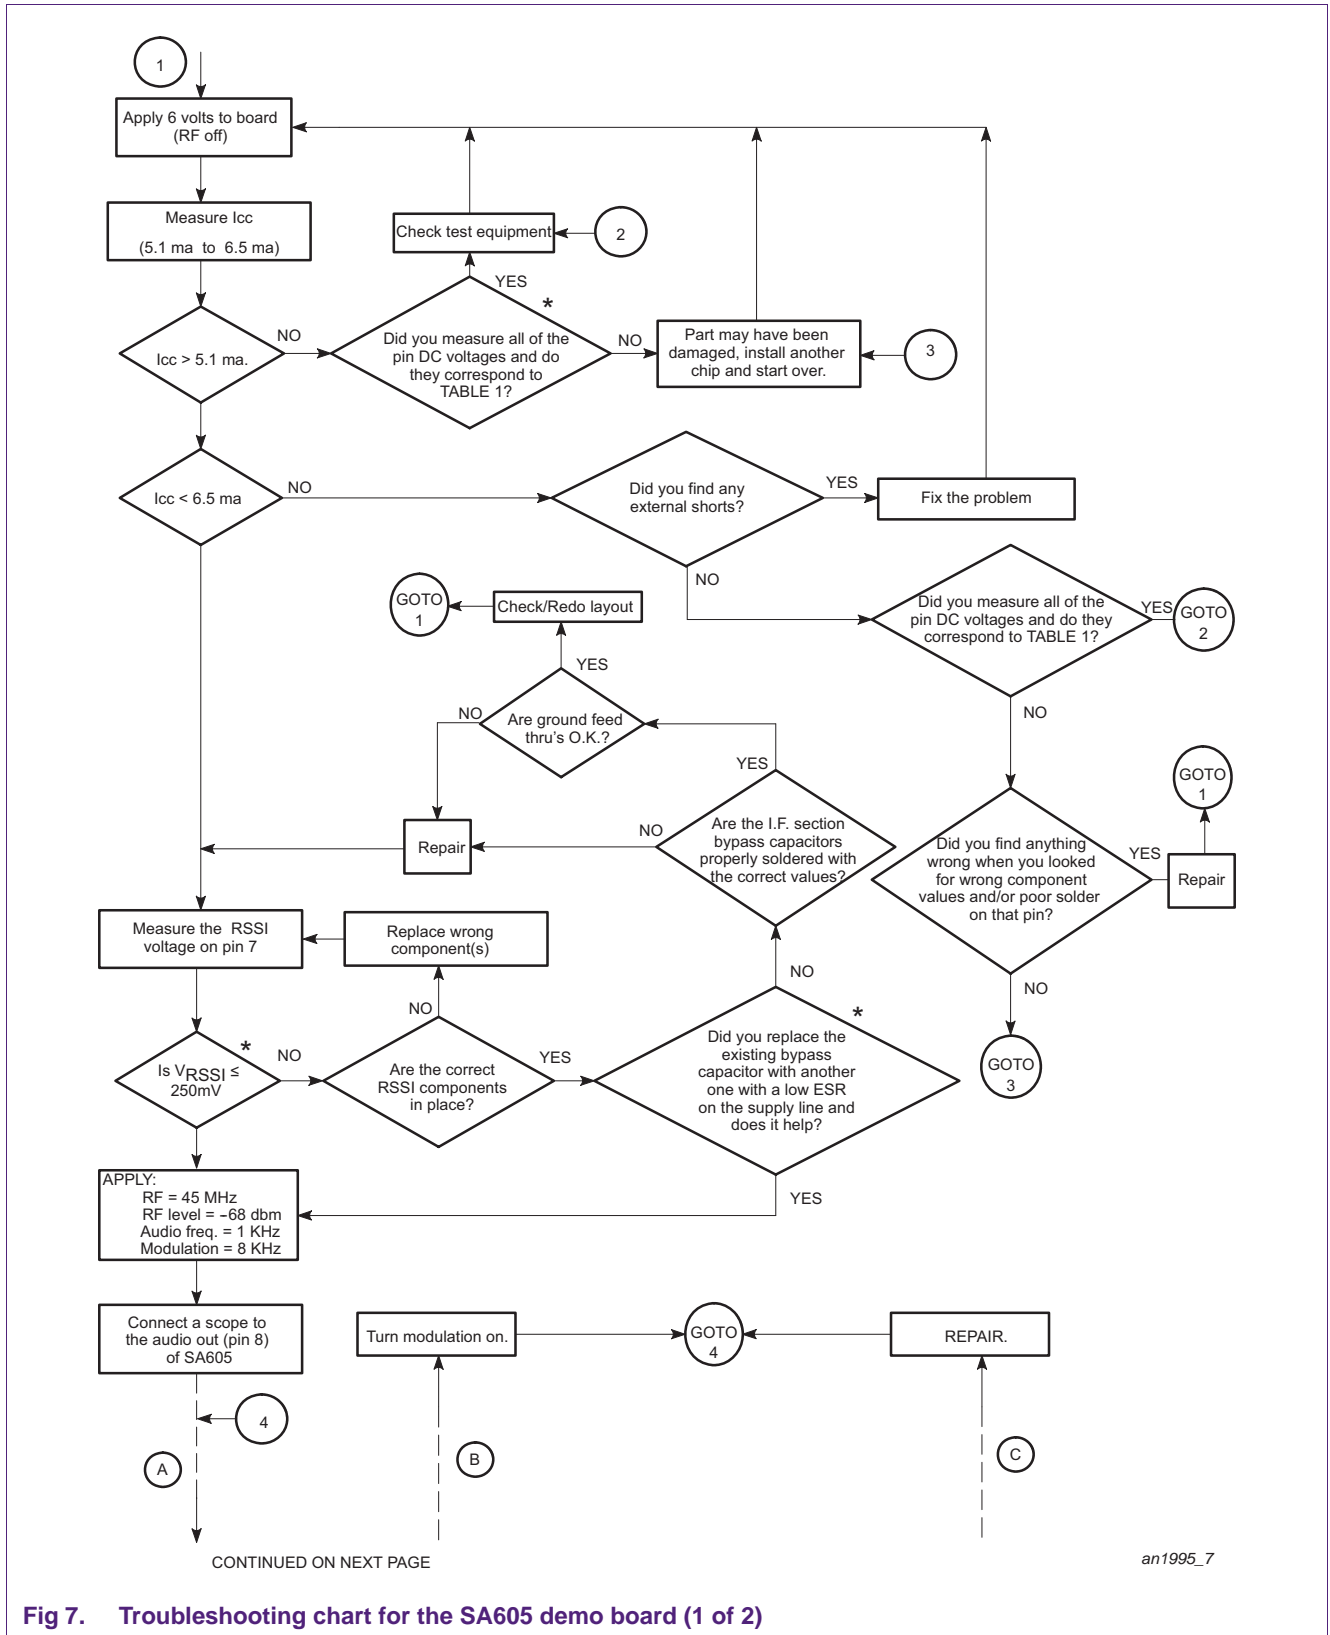 1
Apply 6 volts to board
(RF off)
Measure Icc
(5.1 ma to 6.5 ma)
Check test equipment
2
YES
*
Icc > 5.1 ma.
NO
Did you measure all of the
pin DC voltages and do
they correspond to
TABLE 1?
NO
Part may have been
damaged, install another
chip and start over.
3
Icc < 6.5 ma
NO
Did you find any
external shorts?
YES
Fix the problem
NO
GOTO
1
Check/Redo layout
Did you measure all of the
pin DC voltages and do they
correspond to TABLE 1?
YES
GOTO
2
YES
NO
Are ground feed
thru's O.K.?
NO
YES
GOTO
1
Repair
NO
Are the I.F. section
bypass capacitors
properly soldered with
the correct values?
Did you find anything
wrong when you looked
for wrong component
values and/or poor solder
on that pin?
YES
Repair
Measure the RSSI
voltage on pin 7
Replace wrong
component(s)
NO
NO
NO
*
Is VRSSI ≤
250mV
*
NO
Are the correct
RSSI components
in place?
YES
Did you replace the
existing bypass
capacitor with another
one with a low ESR
on the supply line and
does it help?
GOTO
3
YES
APPLY:
RF = 45 MHz
RF level = –68 dbm
Audio freq. = 1 KHz
Modulation = 8 KHz
Connect a scope to
the audio out (pin 8)
of SA605
Turn modulation on.
GOTO
4
REPAIR.
4
A
B
C
CONTINUED ON NEXT PAGE
an1995_7
Fig 7. Troubleshooting chart for the SA605 demo board (1 of 2)